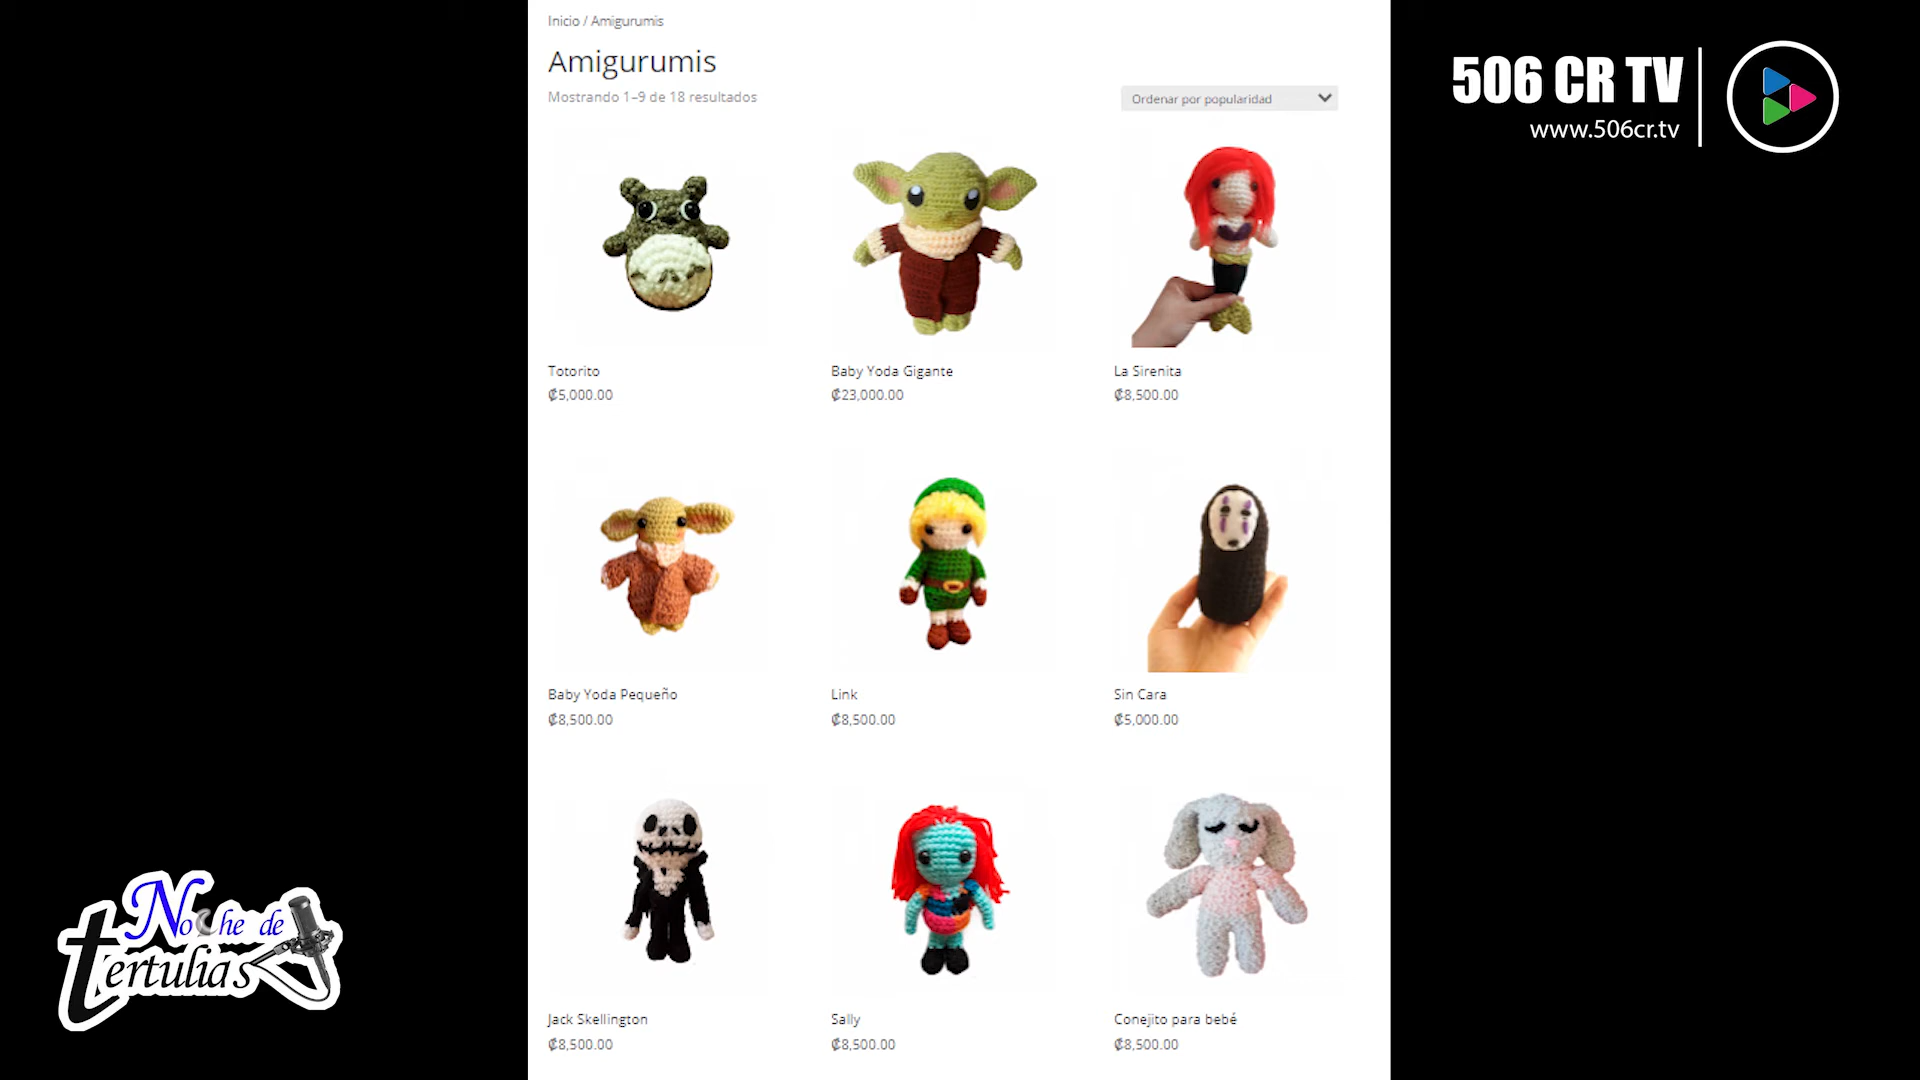 Inicio / Amigurumis
Amigurumis
Mostrando 1–9 de 18 resultados
Ordenar por popularidad
506 CR TV
www.506cr.tv
Totorito
₡5,000.00
Baby Yoda Gigante
₡23,000.00
La Sirenita
₡8,500.00
Baby Yoda Pequeño
₡8,500.00
Link
₡8,500.00
Sin Cara
₡5,000.00
Jack Skellington
₡8,500.00
Sally
₡8,500.00
Conejito para bebé
₡8,500.00
Noche de
tertulias